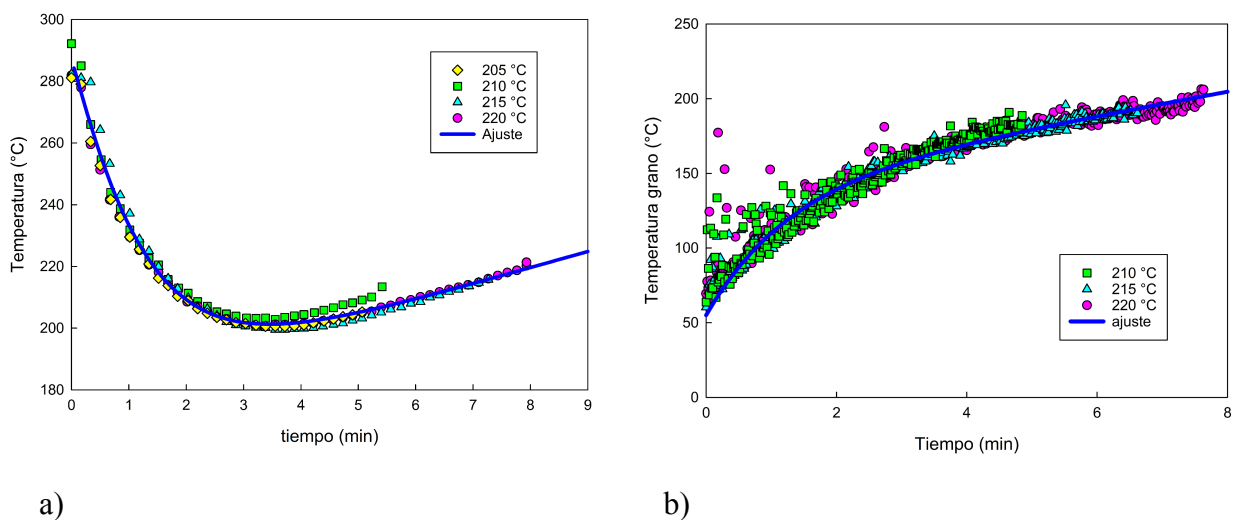 300
280
260
240
220
200
180
Temperatura (°C)
205 °C
210 °C
215 °C
220 °C
Ajuste
0 1 2 3 4 5 6 7 8 9
tiempo (min)
a)
250
200
150
100
50
0
Temperatura grano (°C)
210 °C
215 °C
220 °C
ajuste
0 2 4 6 8
Tiempo (min)
b)